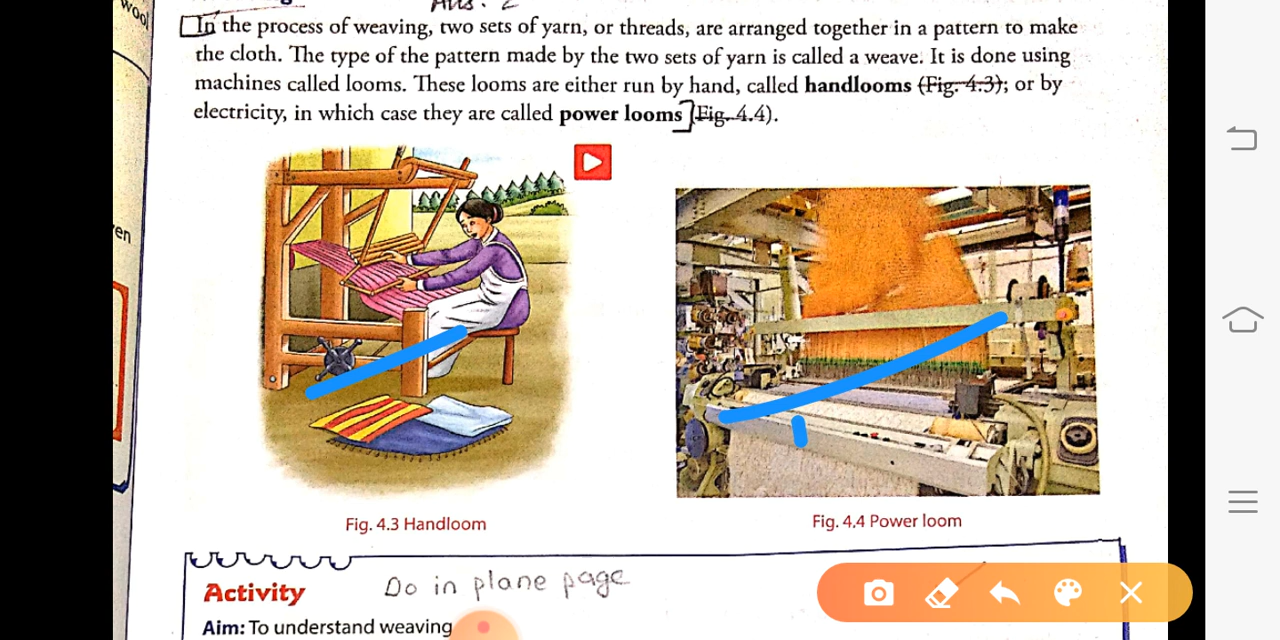 wool
Ans. 2
In the process of weaving, two sets of yarn, or threads, are arranged together in a pattern to make
the cloth. The type of the pattern made by the two sets of yarn is called a weave. It is done using
machines called looms. These looms are either run by hand, called handlooms (Fig. 4.3); or by
electricity, in which case they are called power looms (Fig. 4.4).
en
Fig. 4.3 Handloom
Fig. 4.4 Power loom
Activity Do in plane page
Aim: To understand weaving